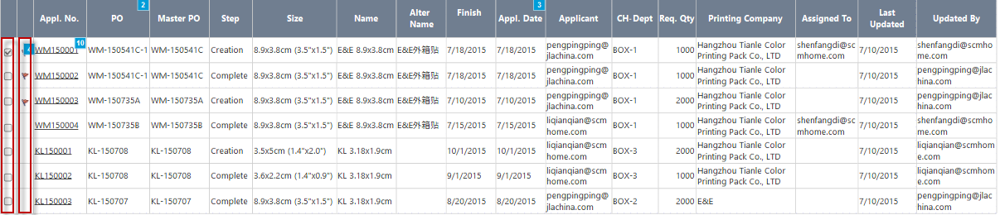 2 3
Appl. No. PO Master PO Step Size Name Alter Name Finish Appl. Date Applicant CH-Dept Req. Qty Printing Company Assigned To Last Updated Updated By
10
WM150001 WM-150541C-1 WM-150541C Creation 8.9x3.8cm (3.5"x1.5") E&E 8.9x3.8cm E&E外箱贴 7/18/2015 7/18/2015 pengpingping@jlachina.com BOX-1 1000 Hangzhou Tianle Color Printing Pack Co., LTD shenfangdi@scmhome.com 7/10/2015 shenfangdi@scmhome.com
WM150002 WM-150541C-1 WM-150541C Complete 8.9x3.8cm (3.5"x1.5") E&E 8.9x3.8cm E&E外箱贴 7/18/2015 7/18/2015 pengpingping@jlachina.com BOX-1 1000 Hangzhou Tianle Color Printing Pack Co., LTD 7/10/2015 pengpingping@jlachina.com
WM150003 WM-150735A WM-150735A Creation 8.9x3.8cm (3.5"x1.5") E&E 8.9x3.8cm E&E外箱贴 7/10/2015 7/10/2015 pengpingping@jlachina.com BOX-1 2000 Hangzhou Tianle Color Printing Pack Co., LTD 7/10/2015 pengpingping@jlachina.com
WM150004 WM-150735B WM-150735B Complete 8.9x3.8cm (3.5"x1.5") E&E 8.9x3.8cm E&E外箱贴 7/15/2015 7/15/2015 liqianqian@scmhome.com BOX-1 1000 Hangzhou Tianle Color Printing Pack Co., LTD shenfangdi@scmhome.com 7/10/2015 shenfangdi@scmhome.com
KL150001 KL-150708 KL-150708 Creation 3.5x5cm (1.4"x2.0") KL 3.18x1.9cm 10/1/2015 10/1/2015 liqianqian@scmhome.com BOX-3 2000 Hangzhou Tianle Color Printing Pack Co., LTD 7/10/2015 liqianqian@scmhome.com
KL150002 KL-150708 KL-150708 Complete 3.6x2.2cm (1.4"x0.9") KL 3.18x1.9cm 9/1/2015 9/1/2015 liqianqian@scmhome.com BOX-3 1000 Hangzhou Tianle Color Printing Pack Co., LTD 7/10/2015 liqianqian@scmhome.com
KL150003 KL-150707 KL-150707 Complete 8.9x3.8cm (3.5"x1.5") KL 3.18x1.9cm 8/20/2015 8/20/2015 pengpingping@jlachina.com BOX-2 2000 E&E 7/10/2015 pengpingping@jlachina.com